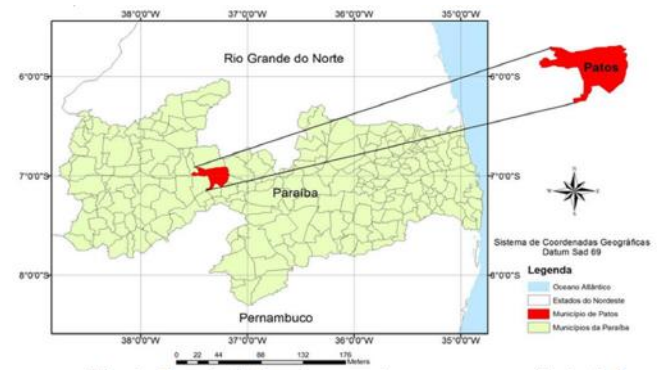 38°0'0"W 37°0'0"W 36°0'0"W 35°0'0"W
Rio Grande do Norte
6°0'0"S 6°0'0"S
Patos
7°0'0"S 7°0'0"S
Paraíba
Sistema de Coordenadas Geográficas
Datum Sad 69
Legenda
8°0'0"S 8°0'0"S
Oceano Atlântico
Estados do Nordeste
Município de Patos
Municípios da Paraíba
Pernambuco
38°0'0"W 37°0'0"W 36°0'0"W 35°0'0"W
0 22 44 88 132 176
Meters